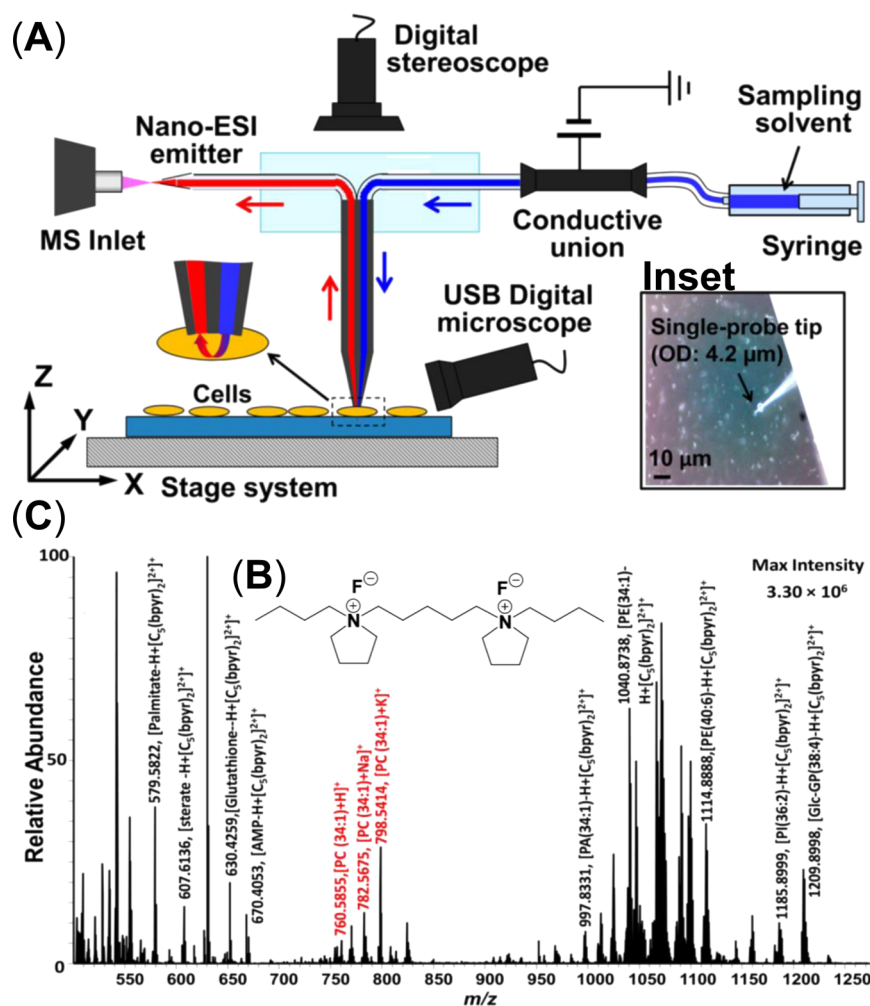 (A)
Digital
stereoscope
Nano-ESI
emitter
Sampling
solvent
MS Inlet
Conductive
union
Syringe
USB Digital
microscope
Inset
Single-probe tip
(OD: 4.2 µm)
10 µm
Z
Y
X
Cells
Stage system
(C)
(B)
F⊖
F⊖
N
⊕
N
⊕
Max Intensity
3.30 × 10⁶
Relative Abundance
100
50
0
579.5822, [Palmitate-H+[C₅(bpyr)₂]²⁺]⁺
607.6136, [sterate -H+[C₅(bpyr)₂]²⁺]⁺
630.4259,[Glutathione--H+[C₅(bpyr)₂]²⁺]⁺
670.4053, [AMP-H+[C₅(bpyr)₂]²⁺]⁺
760.5855,[PC (34:1)+H]⁺
782.5675, [PC (34:1)+Na]⁺
798.5414, [PC (34:1)+K]⁺
997.8331, [PA(34:1)-H+[C₅(bpyr)₂]²⁺]⁺
1040.8738, [PE(34:1)-
H+[C₅(bpyr)₂]²⁺]⁺
1114.8888,[PE(40:6)-H+[C₅(bpyr)₂]²⁺]⁺
1185.8999, [PI(36:2)-H+[C₅(bpyr)₂]²⁺]⁺
1209.8998, [Glc-GP(38:4)-H+[C₅(bpyr)₂]²⁺]⁺
550 600 650 700 750 800 850 900 950 1000 1050 1100 1150 1200 1250
m/z